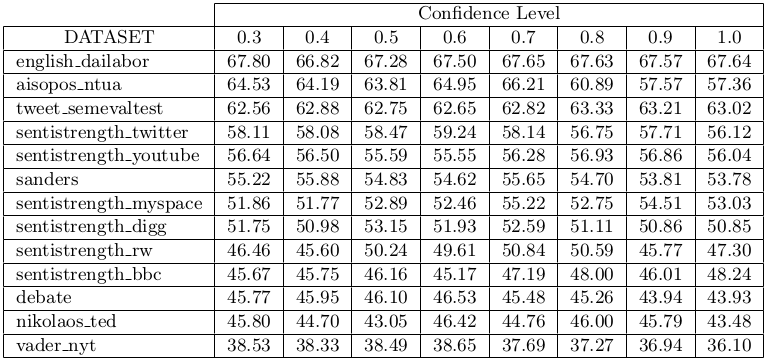 Confidence Level
DATASET 0.3 0.4 0.5 0.6 0.7 0.8 0.9 1.0
english_dailabor 67.80 66.82 67.28 67.50 67.65 67.63 67.57 67.64
aisopos_ntua 64.53 64.19 63.81 64.95 66.21 60.89 57.57 57.36
tweet_semevaltest 62.56 62.88 62.75 62.65 62.82 63.33 63.21 63.02
sentistrength_twitter 58.11 58.08 58.47 59.24 58.14 56.75 57.71 56.12
sentistrength_youtube 56.64 56.50 55.59 55.55 56.28 56.93 56.86 56.04
sanders 55.22 55.88 54.83 54.62 55.65 54.70 53.81 53.78
sentistrength_myspace 51.86 51.77 52.89 52.46 55.22 52.75 54.51 53.03
sentistrength_digg 51.75 50.98 53.15 51.93 52.59 51.11 50.86 50.85
sentistrength_rw 46.46 45.60 50.24 49.61 50.84 50.59 45.77 47.30
sentistrength_bbc 45.67 45.75 46.16 45.17 47.19 48.00 46.01 48.24
debate 45.77 45.95 46.10 46.53 45.48 45.26 43.94 43.93
nikolaos_ted 45.80 44.70 43.05 46.42 44.76 46.00 45.79 43.48
vader_nyt 38.53 38.33 38.49 38.65 37.69 37.27 36.94 36.10